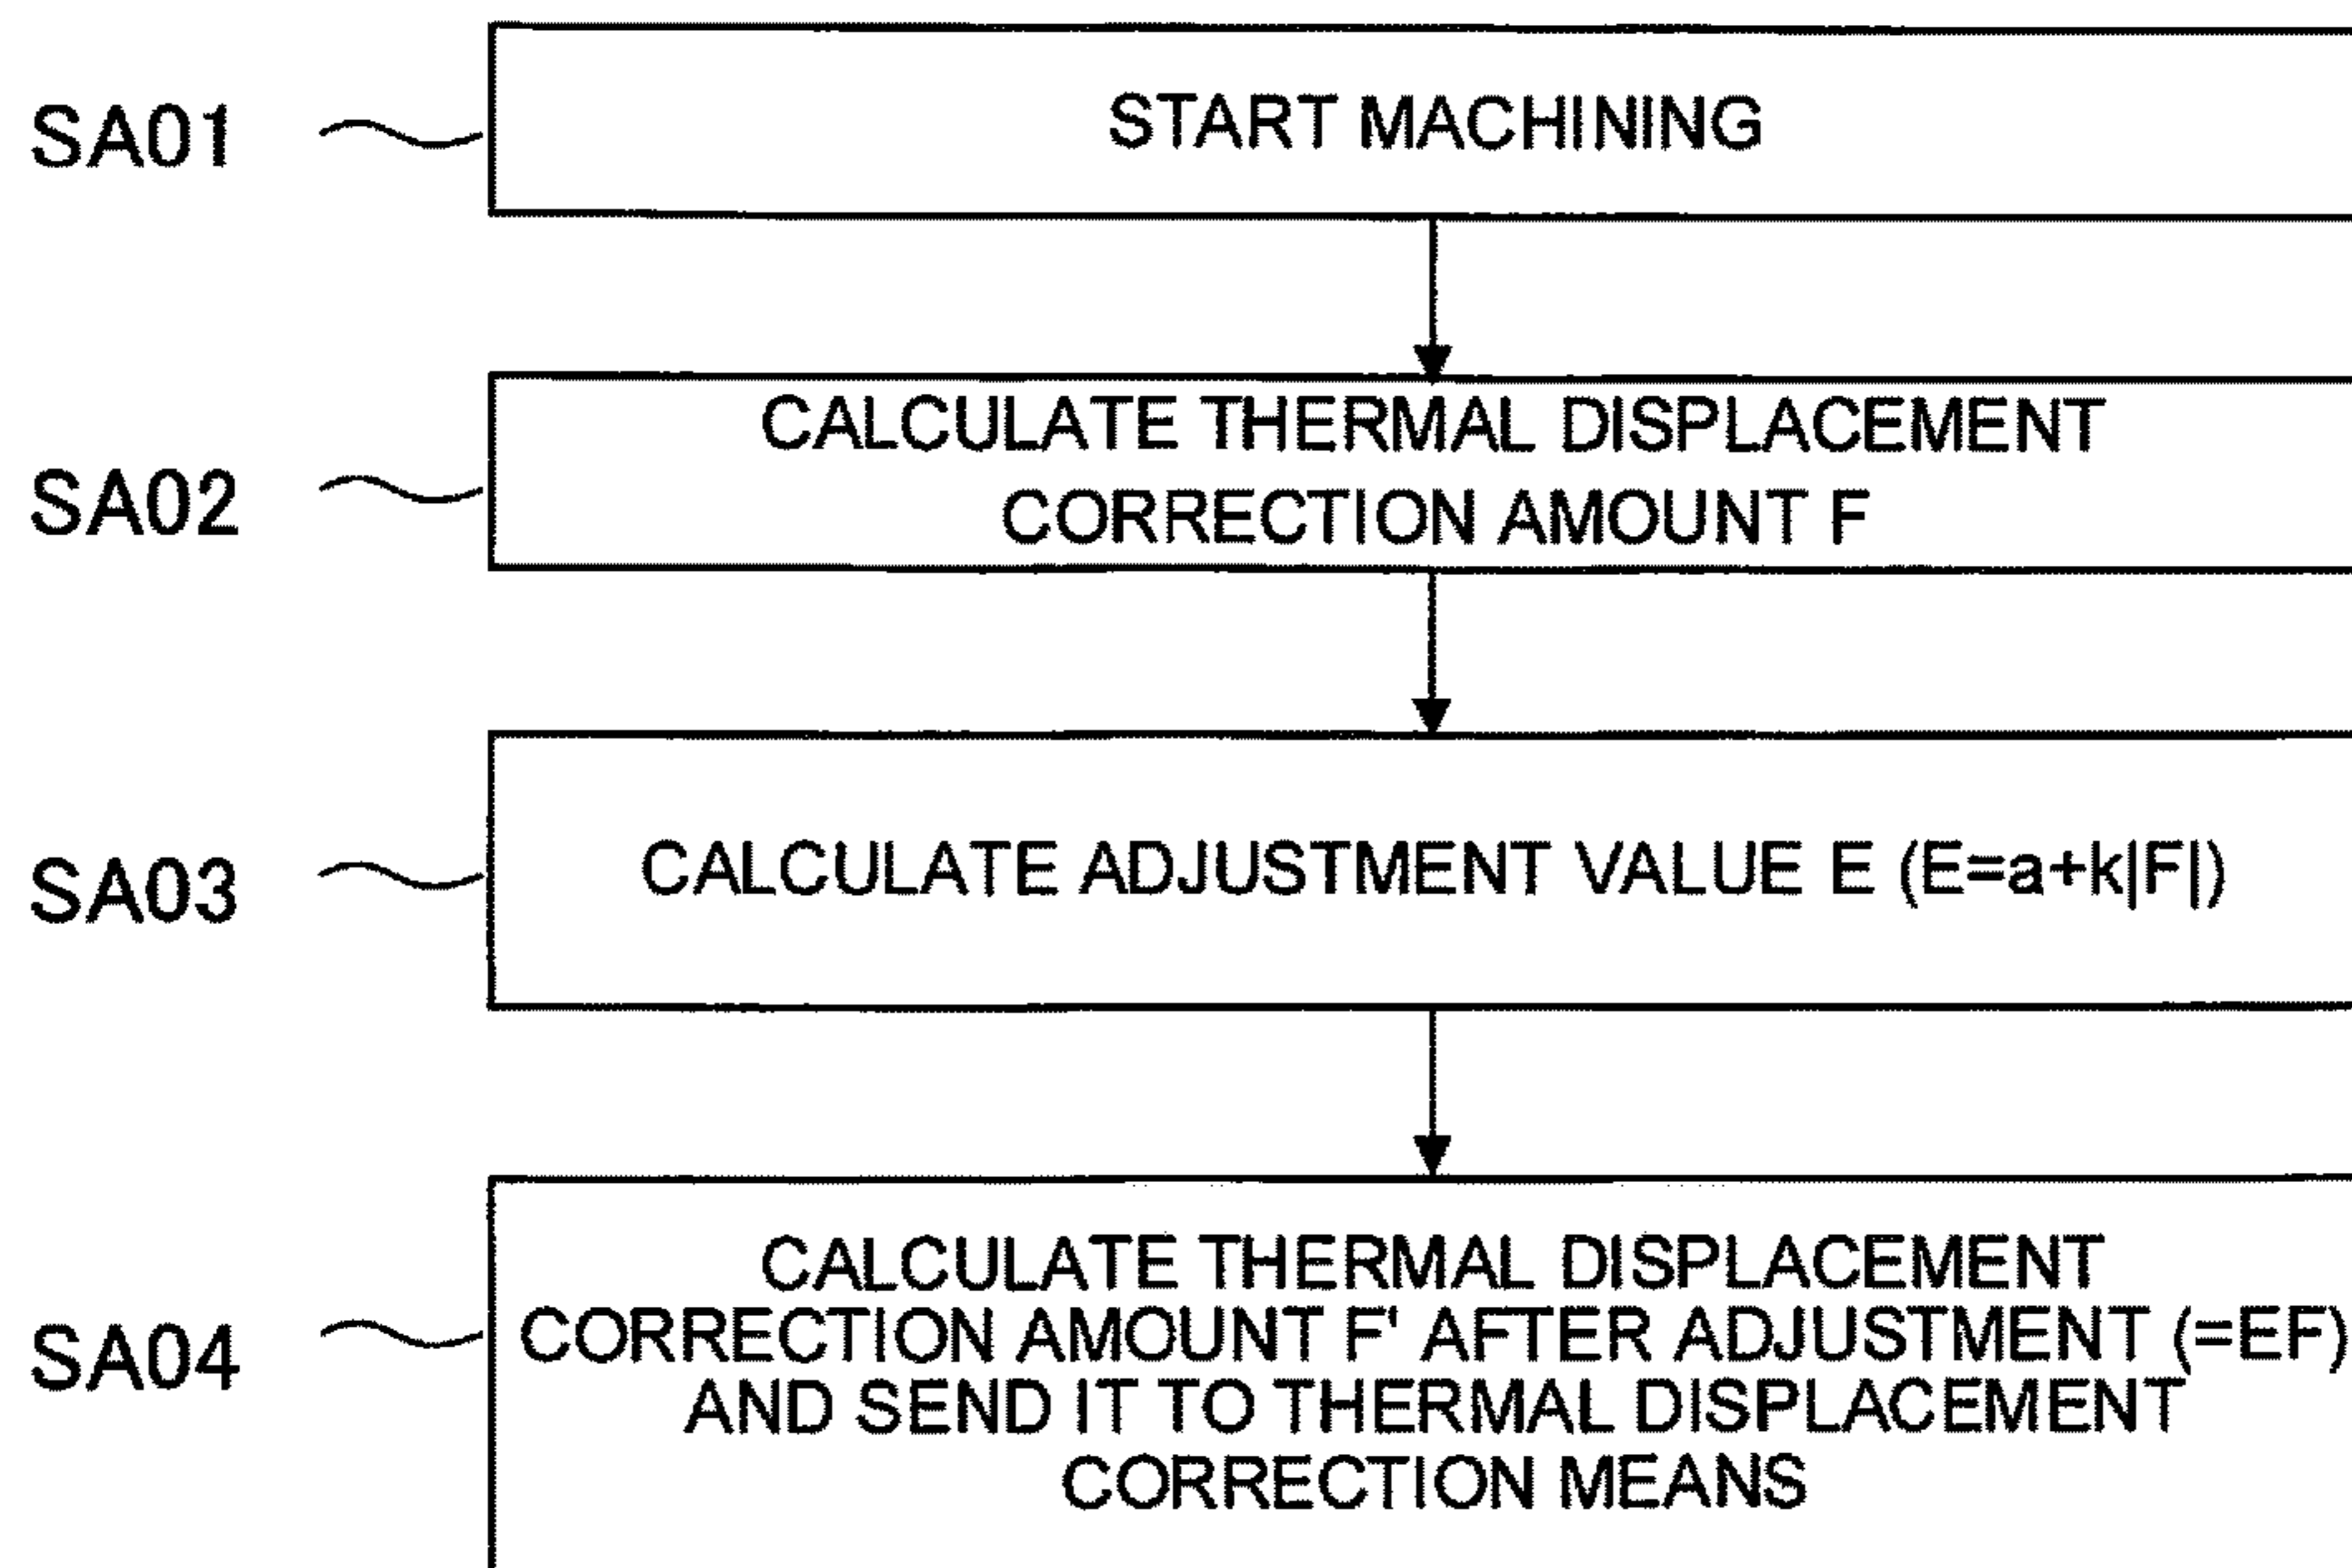 SA01
START MACHINING
SA02
CALCULATE THERMAL DISPLACEMENT
CORRECTION AMOUNT F
SA03
CALCULATE ADJUSTMENT VALUE E (E=a+k|F|)
SA04
CALCULATE THERMAL DISPLACEMENT
CORRECTION AMOUNT F' AFTER ADJUSTMENT (=EF)
AND SEND IT TO THERMAL DISPLACEMENT
CORRECTION MEANS